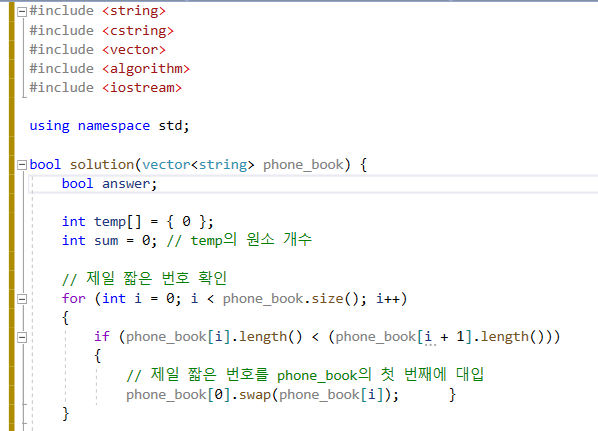 #include <string>
#include <cstring>
#include <vector>
#include <algorithm>
#include <iostream>
using namespace std;
bool solution(vector<string> phone_book) {
bool answer;
int temp[] = { 0 };
int sum = 0; // temp의 원소 개수
// 제일 짧은 번호 확인
for (int i = 0; i < phone_book.size(); i++)
{
if (phone_book[i].length() < (phone_book[i + 1].length()))
{
// 제일 짧은 번호를 phone_book의 첫 번째에 대입
phone_book[0].swap(phone_book[i]); }
}